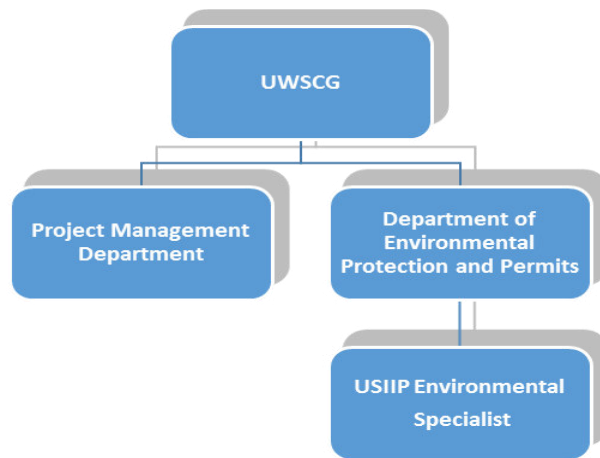 UWSCG
Project Management
Department
Department of
Environmental
Protection and Permits
USIIP Environmental
Specialist